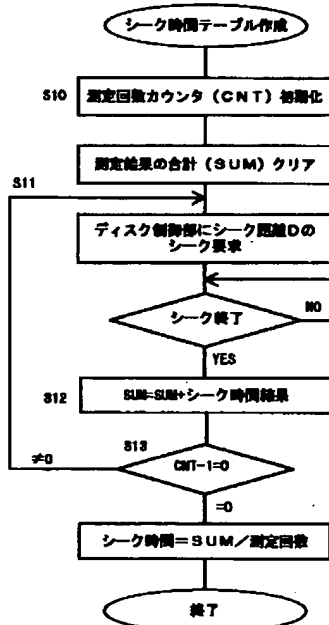 シーク時間テーブル作成
S10
測定回数カウンタ(CNT)初期化
測定結果の合計(SUM)クリア
S11
ディスク制御部にシーク距離Dの
シーク要求
シーク終了
NO
YES
S12
SUM=SUM+シーク時間結果
S13
≠0
CNT-1=0
=0
シーク時間=SUM/測定回数
終了